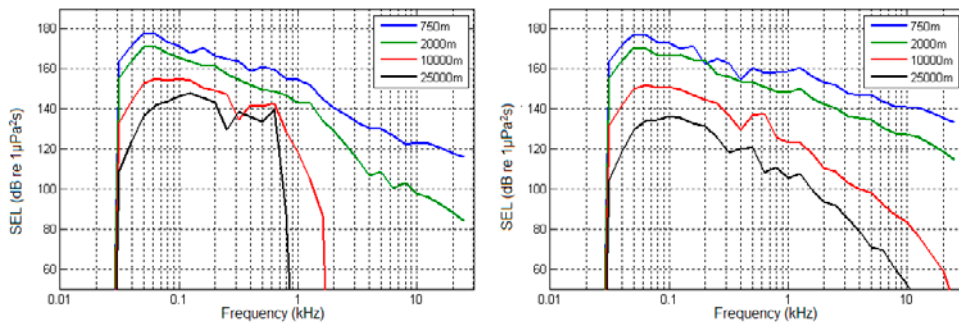 180
160
140
120
100
80
60
SEL (dB re 1µPa²s)
0.01
0.1
1
10
Frequency (kHz)
750m
2000m
10000m
25000m
180
160
140
120
100
80
60
SEL (dB re 1µPa²s)
0.01
0.1
1
10
Frequency (kHz)
750m
2000m
10000m
25000m